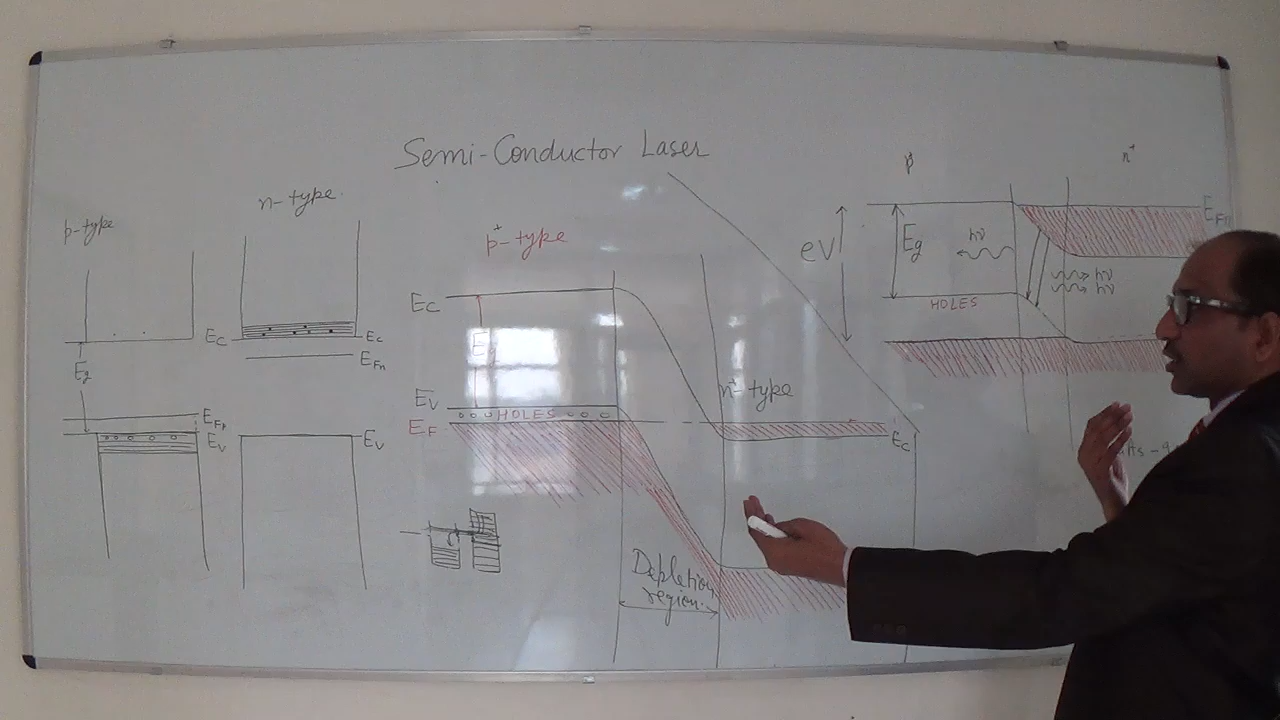 Semi-Conductor Laser
p-type
n-type
Ec
Ec
EFn
Eg
EFp
Ev
Ev
p+-type
Ec
E
Ev
HOLES
EF
n+-type
Ec
Depletion
region
p+
n+
EFn
eV
Eg
hν
hν
hν
HOLES